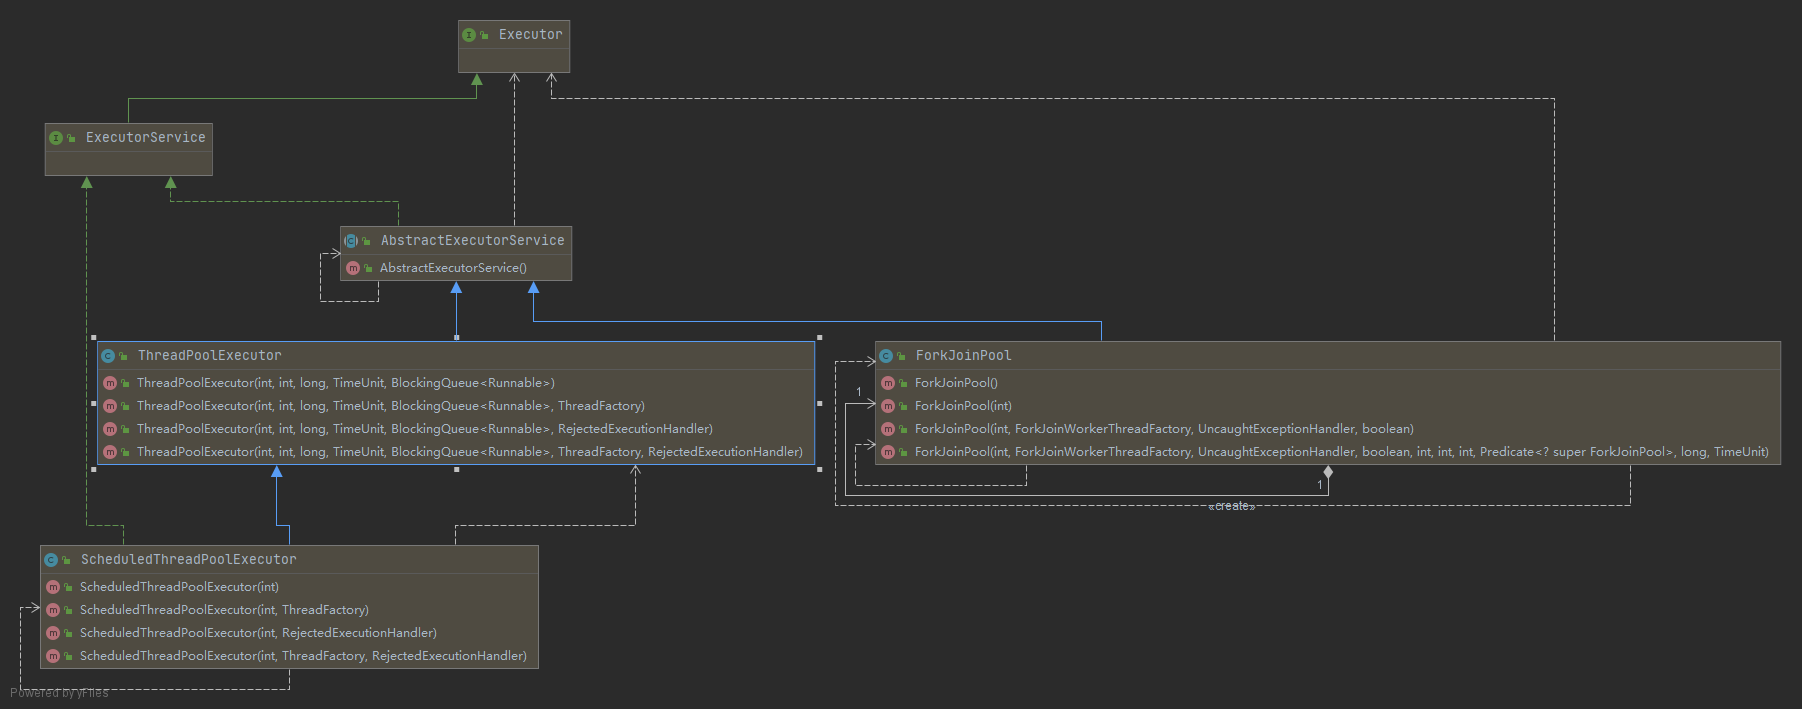 Executor
ExecutorService
AbstractExecutorService
AbstractExecutorService()
ThreadPoolExecutor
ThreadPoolExecutor(int, int, long, TimeUnit, BlockingQueue<Runnable>)
ThreadPoolExecutor(int, int, long, TimeUnit, BlockingQueue<Runnable>, ThreadFactory)
ThreadPoolExecutor(int, int, long, TimeUnit, BlockingQueue<Runnable>, RejectedExecutionHandler)
ThreadPoolExecutor(int, int, long, TimeUnit, BlockingQueue<Runnable>, ThreadFactory, RejectedExecutionHandler)
ForkJoinPool
ForkJoinPool()
1
ForkJoinPool(int)
ForkJoinPool(int, ForkJoinWorkerThreadFactory, UncaughtExceptionHandler, boolean)
ForkJoinPool(int, ForkJoinWorkerThreadFactory, UncaughtExceptionHandler, boolean, int, int, int, Predicate<? super ForkJoinPool>, long, TimeUnit)
1
«create»
ScheduledThreadPoolExecutor
ScheduledThreadPoolExecutor(int)
ScheduledThreadPoolExecutor(int, ThreadFactory)
ScheduledThreadPoolExecutor(int, RejectedExecutionHandler)
ScheduledThreadPoolExecutor(int, ThreadFactory, RejectedExecutionHandler)
Powered by yFiles